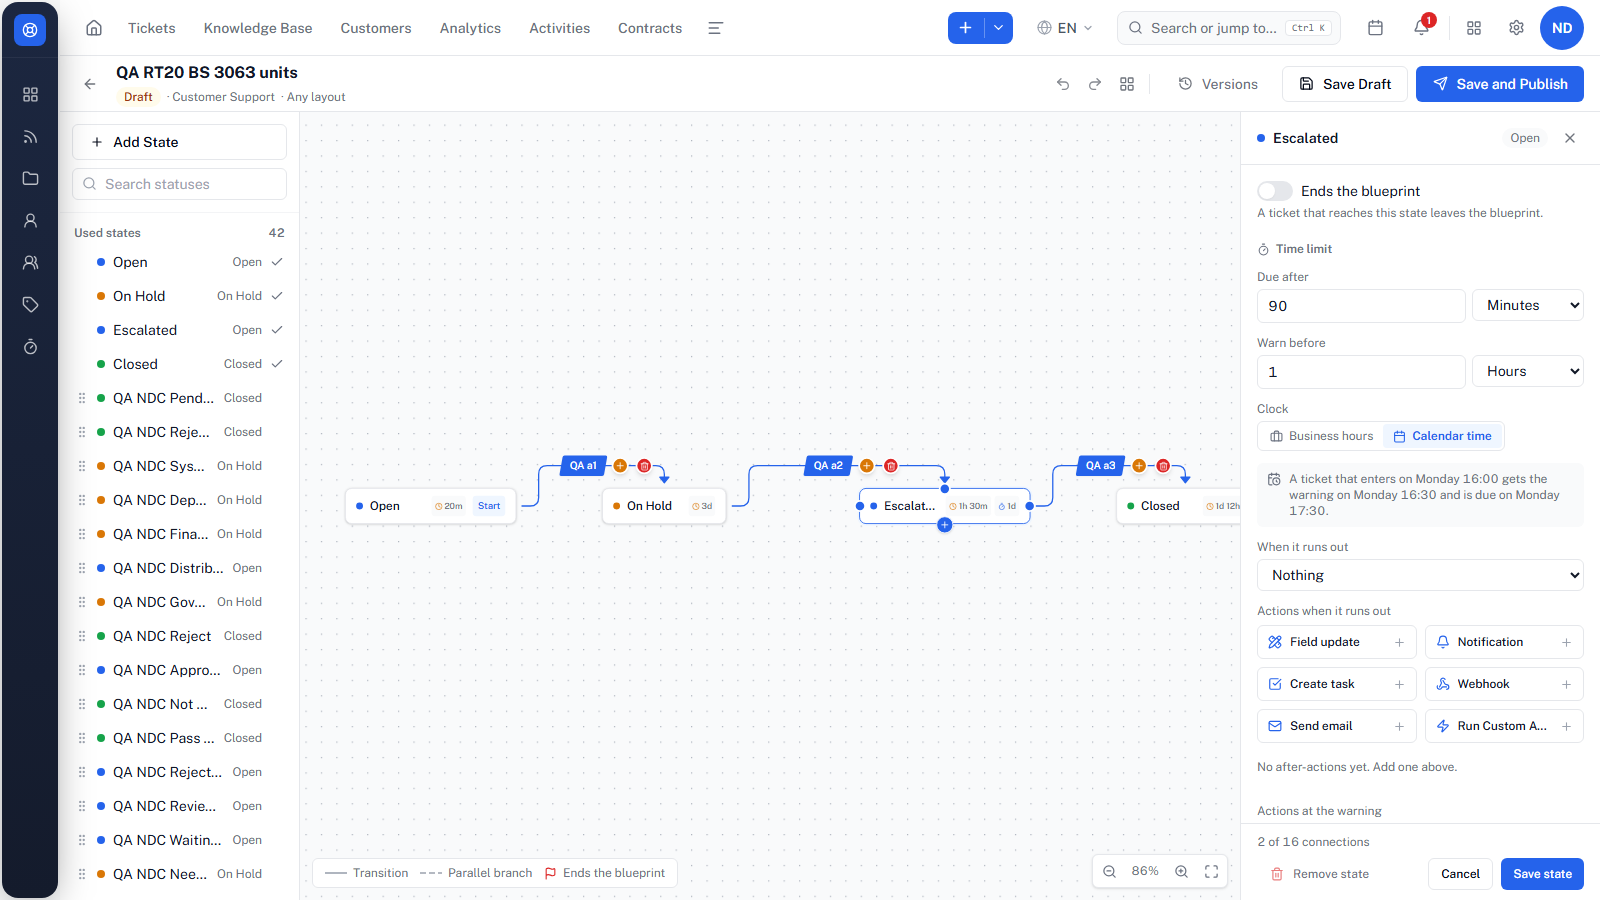 Tickets
Knowledge Base
Customers
Analytics
Activities
Contracts
EN
Search or jump to...
Ctrl K
1
ND
QA RT20 BS 3063 units
Draft · Customer Support · Any layout
Versions
Save Draft
Save and Publish
Add State
Search statuses
Used states 42
Open Open
On Hold On Hold
Escalated Open
Closed Closed
QA NDC Pend... Closed
QA NDC Reje... Closed
QA NDC Sys... On Hold
QA NDC Dep... On Hold
QA NDC Fina... On Hold
QA NDC Distrib... Open
QA NDC Gov... On Hold
QA NDC Reject Closed
QA NDC Appro... Open
QA NDC Not ... Closed
QA NDC Pass ... Closed
QA NDC Reject... Open
QA NDC Revie... Open
QA NDC Waitin... Open
QA NDC Nee... On Hold
QA a1
QA a2
QA a3
Open 20m Start
On Hold 3d
Escalat... 1h 30m 1d
Closed 1d 12h
Transition
Parallel branch
Ends the blueprint
86%
Escalated Open
Ends the blueprint
A ticket that reaches this state leaves the blueprint.
Time limit
Due after
90 Minutes
Warn before
1 Hours
Clock
Business hours Calendar time
A ticket that enters on Monday 16:00 gets the
warning on Monday 16:30 and is due on Monday
17:30.
When it runs out
Nothing
Actions when it runs out
Field update
Notification
Create task
Webhook
Send email
Run Custom A...
No after-actions yet. Add one above.
Actions at the warning
2 of 16 connections
Remove state
Cancel
Save state